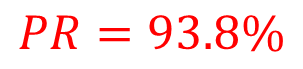 PR = 93.8%